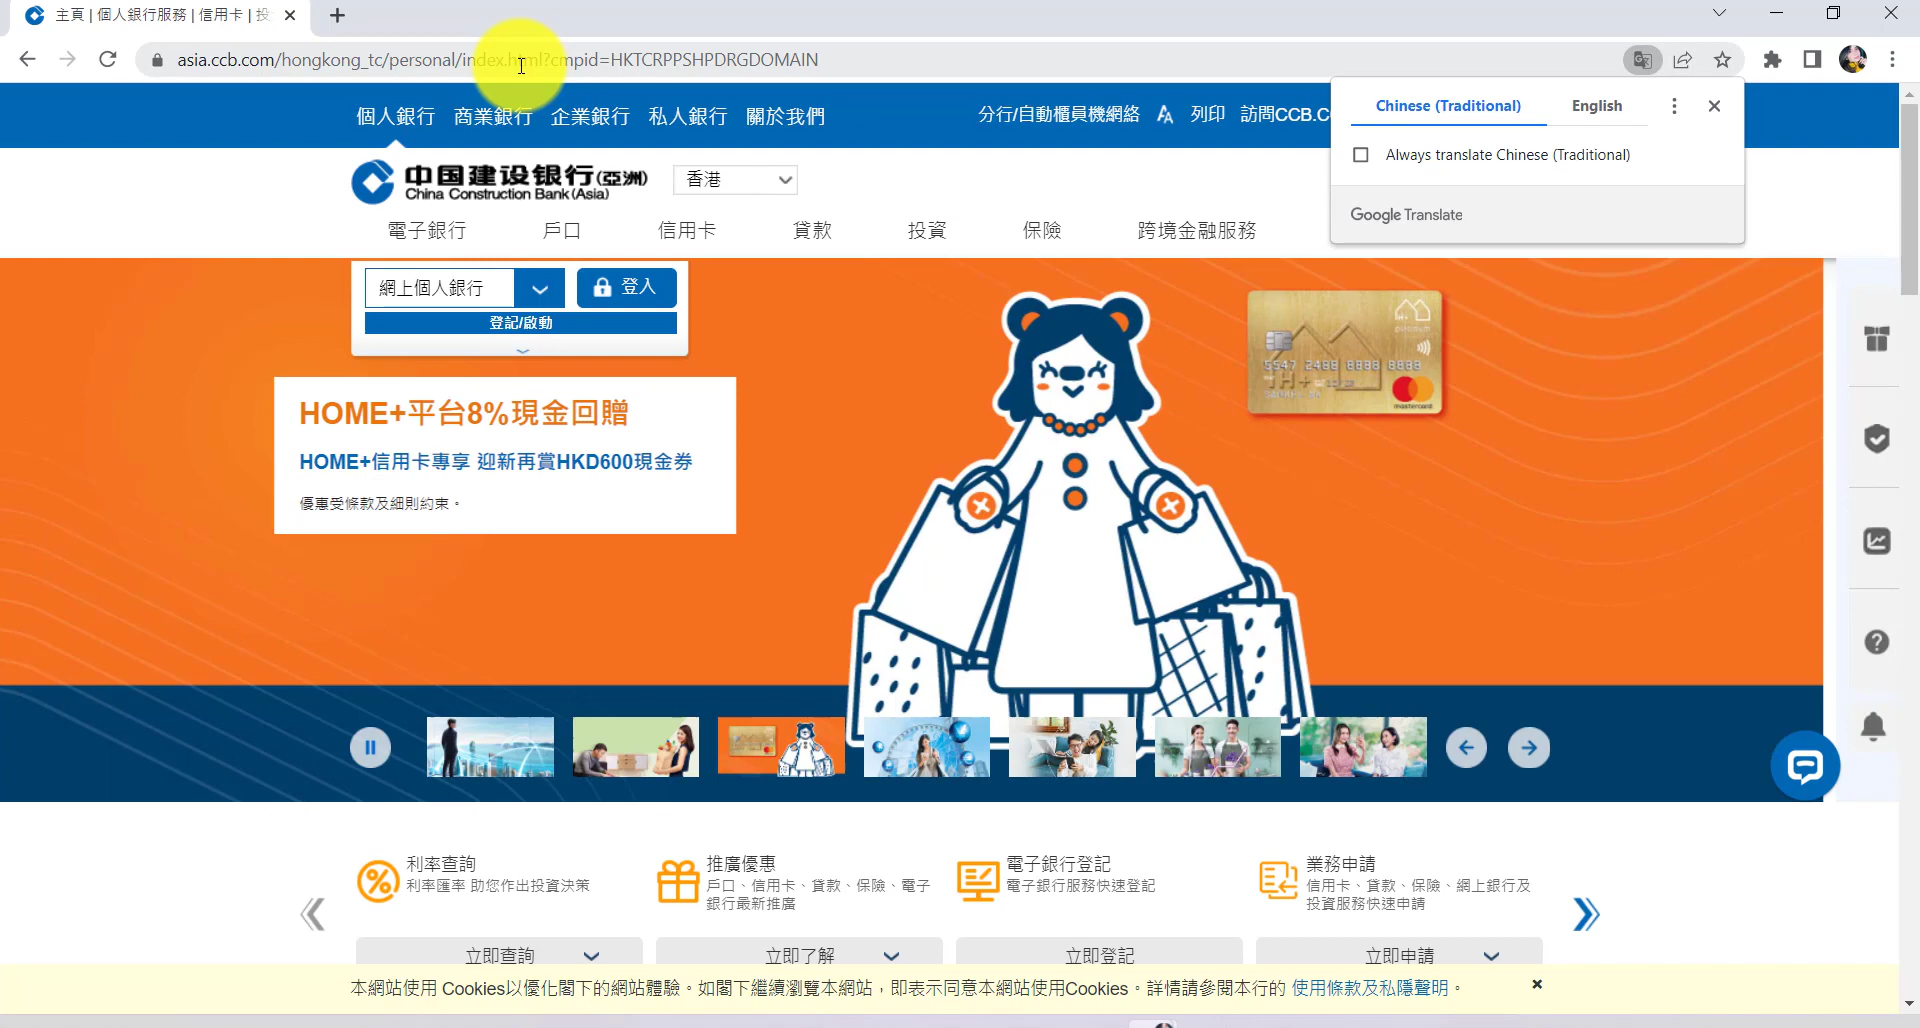 主頁 | 個人銀行服務 | 信用卡 | 投
asia.ccb.com/hongkong_tc/personal/index.html?cmpid=HKTCRPPSHPDRGDOMAIN
個人銀行 商業銀行 企業銀行 私人銀行 關於我們
分行/自動櫃員機網絡 列印 訪問CCB.C
Chinese (Traditional) English
Always translate Chinese (Traditional)
Google Translate
中国建设银行(亞洲)
China Construction Bank (Asia)
香港
電子銀行 戶口 信用卡 貸款 投資 保險 跨境金融服務
網上個人銀行 登入
登記/啟動
HOME+平台8%現金回贈
HOME+信用卡專享 迎新再賞HKD600現金券
優惠受條款及細則約束。
platinum
5547 2488 8888 8888
mastercard
利率查詢
利率匯率 助您作出投資決策
推廣優惠
戶口、信用卡、貸款、保險、電子
銀行最新推廣
電子銀行登記
電子銀行服務快速登記
業務申請
信用卡、貸款、保險、網上銀行及
投資服務快速申請
立即查詢 立即了解 立即登記 立即申請
本網站使用 Cookies以優化閣下的網站體驗。如閣下繼續瀏覽本網站，即表示同意本網站使用Cookies。詳情請參閱本行的 使用條款及私隱聲明。